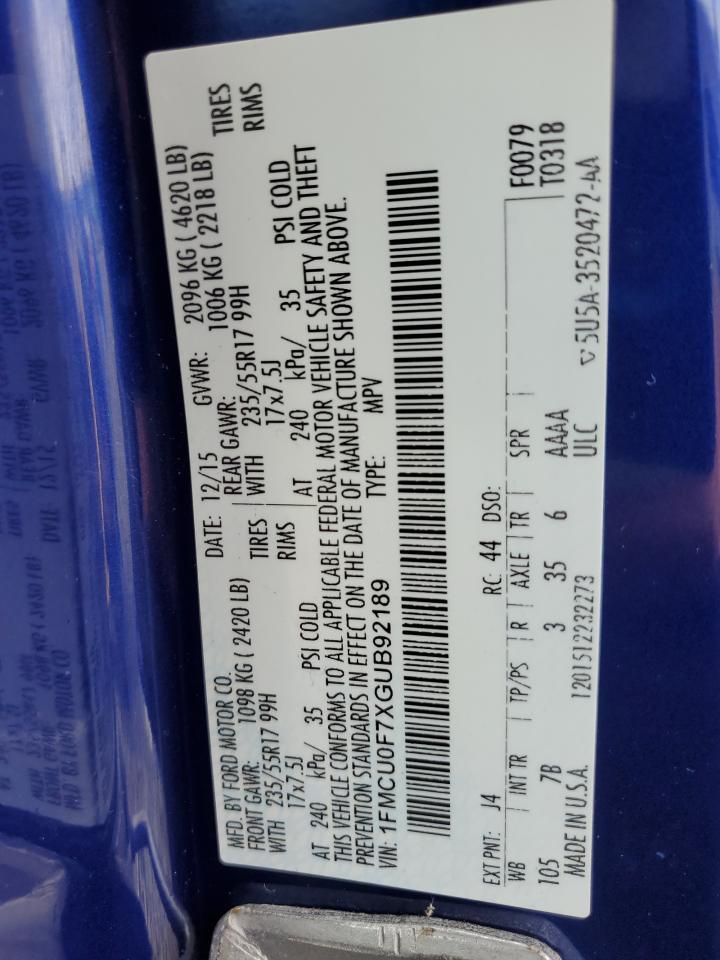 MFD. BY FORD MOTOR CO.
DATE: 12/15 GVWR: 2096 KG ( 4620 LB)
FRONT GAWR: 1098 KG (2420 LB)
REAR GAWR: 1006 KG ( 2218 LB)
WITH 235/55R17 99H TIRES
WITH 235/55R17 99H TIRES
17x7.5J RIMS
17x7.5J RIMS
AT 240 kPa/ 35 PSI COLD
AT 240 kPa/ 35 PSI COLD
THIS VEHICLE CONFORMS TO ALL APPLICABLE FEDERAL MOTOR VEHICLE SAFETY AND THEFT
PREVENTION STANDARDS IN EFFECT ON THE DATE OF MANUFACTURE SHOWN ABOVE.
VIN: 1FMCU0F7XGUB92189 TYPE: MPV
F0079
T0318
EXT PNT: J4 RC: 44 DSO:
WB INT TR TP/PS R AXLE TR SPR
105 7B 3 35 6 AAAA
ULC
MADE IN U.S.A. 1201512232273
5U5A-3520472-AA